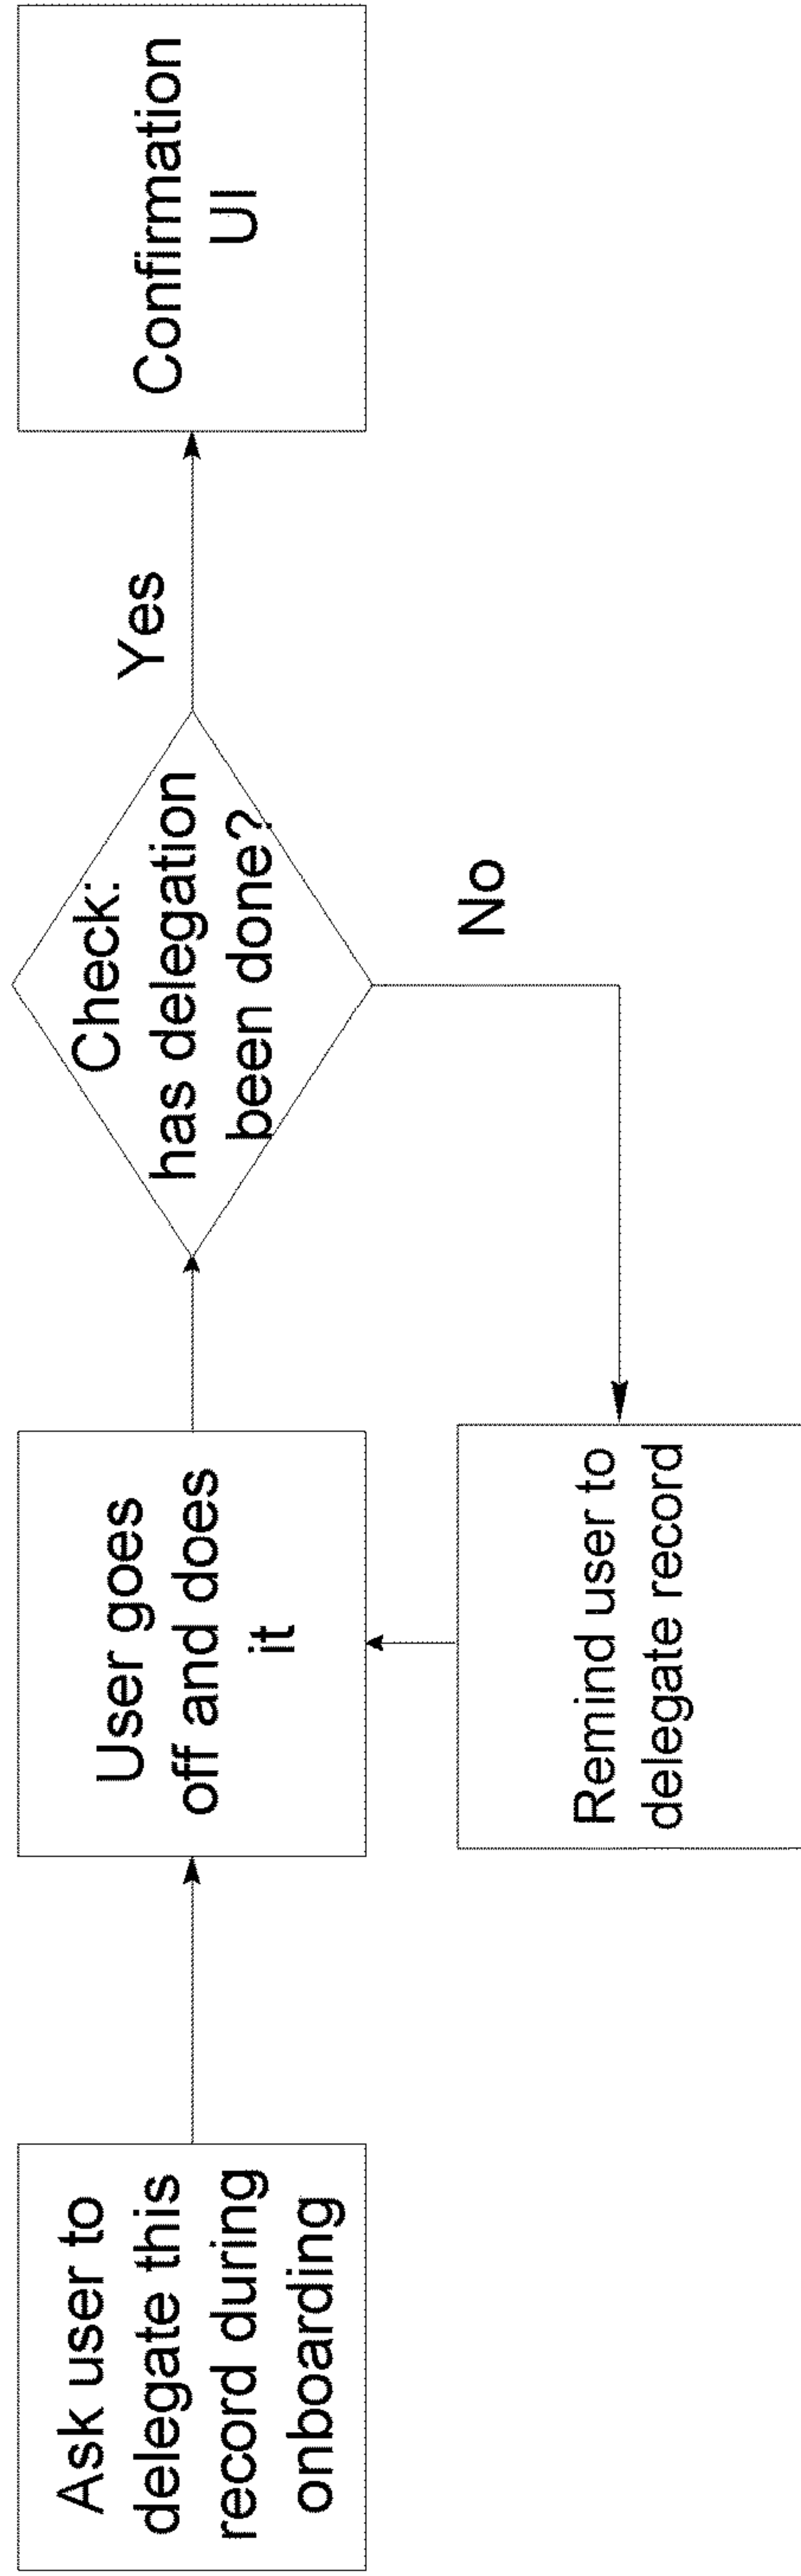 Ask user to
delegate this
record during
onboarding
User goes
off and does
it
Check:
has delegation
been done?
Yes
Confirmation
UI
No
Remind user to
delegate record